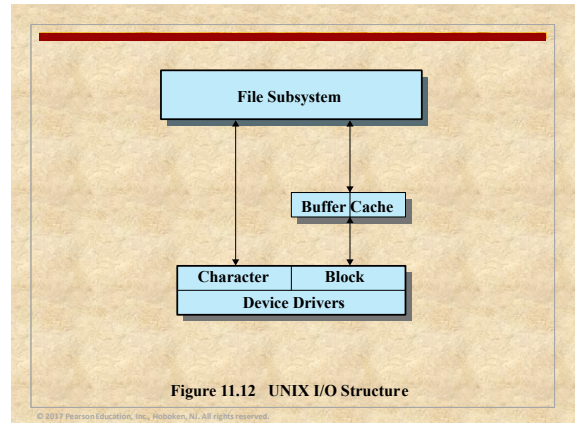 File Subsystem
Buffer Cache
Character Block
Device Drivers
Figure 11.12 UNIX I/O Structure
© 2017 Pearson Education, Inc., Hoboken, NJ. All rights reserved.